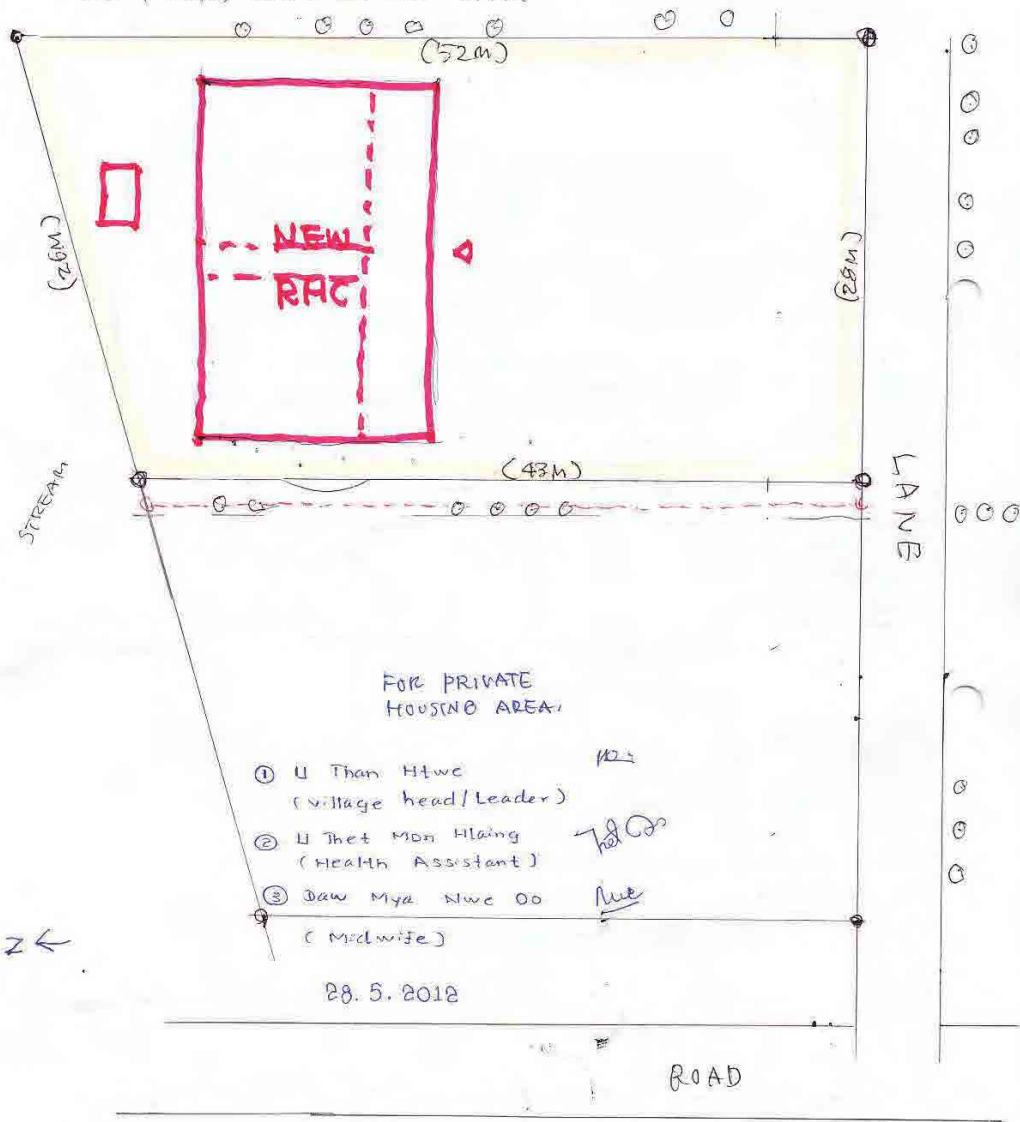 (52M)
NEW
RHC
(26M)
(28M)
(43M)
STREAM
LANE
FOR PRIVATE
HOUSING AREA.
① U Than Htwe
(village head/Leader)
② U Thet Mon Hlaing
(Health Assistant)
③ Daw Mya Nwe Oo
Nwe
(Midwife)
Z
28.5.2012
ROAD